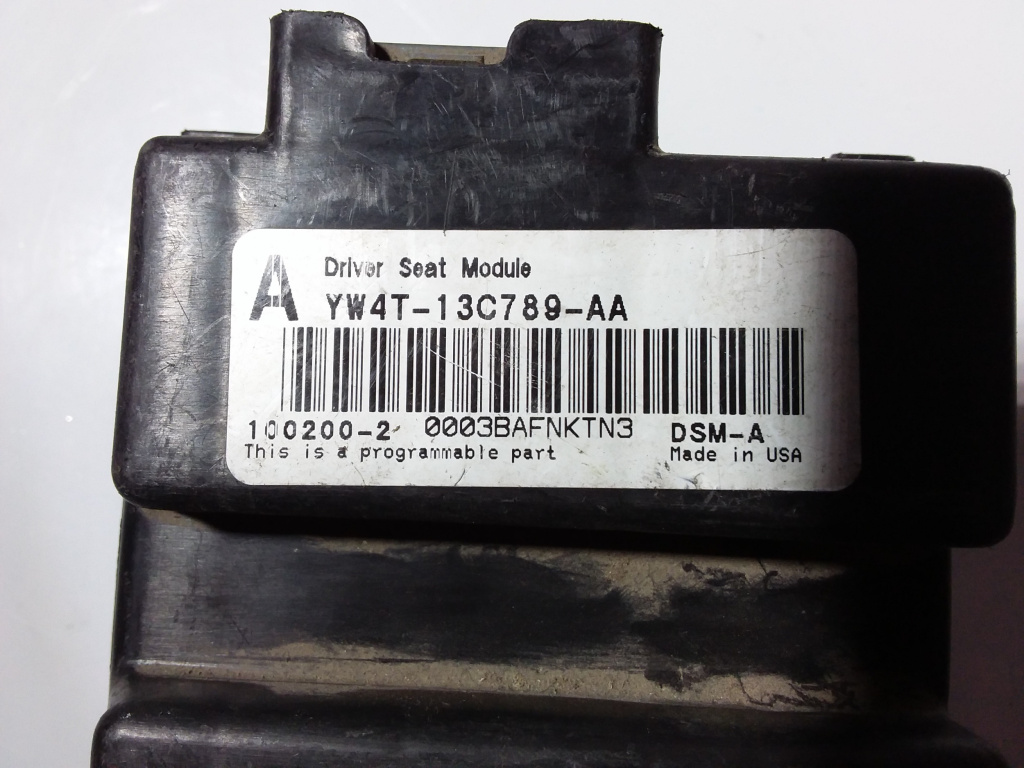 A
Driver Seat Module
YW4T-13C789-AA
100200-2 0003BAFNKTN3 DSM-A
This is a programmable part Made in USA